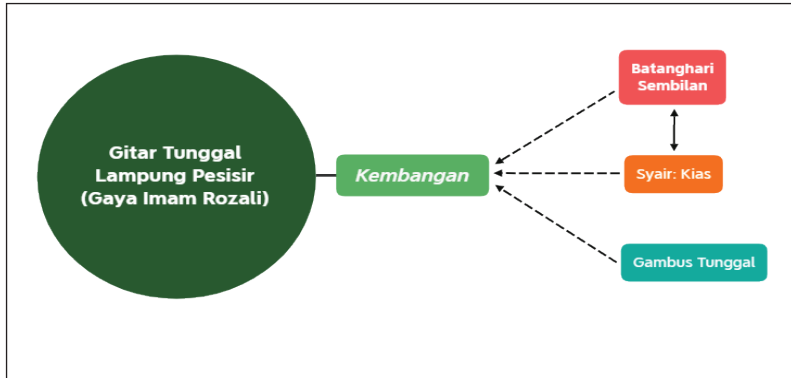 Gitar Tunggal
Lampung Pesisir
(Gaya Imam Rozali)
Kembangan
Batanghari
Sembilan
Syair: Kias
Gambus Tunggal